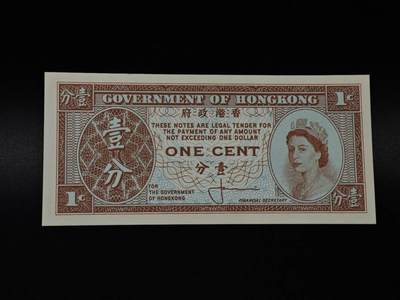 分壹 GOVERNMENT OF HONGKONG 1¢
府政港香
THESE NOTES ARE LEGAL TENDER FOR
THE PAYMENT OF ANY AMOUNT
NOT EXCEEDING ONE DOLLAR
壹分
ONE CENT
分壹
FOR
THE GOVERNMENT
OF HONGKONG
1¢
FINANCIAL SECRETARY
分壹